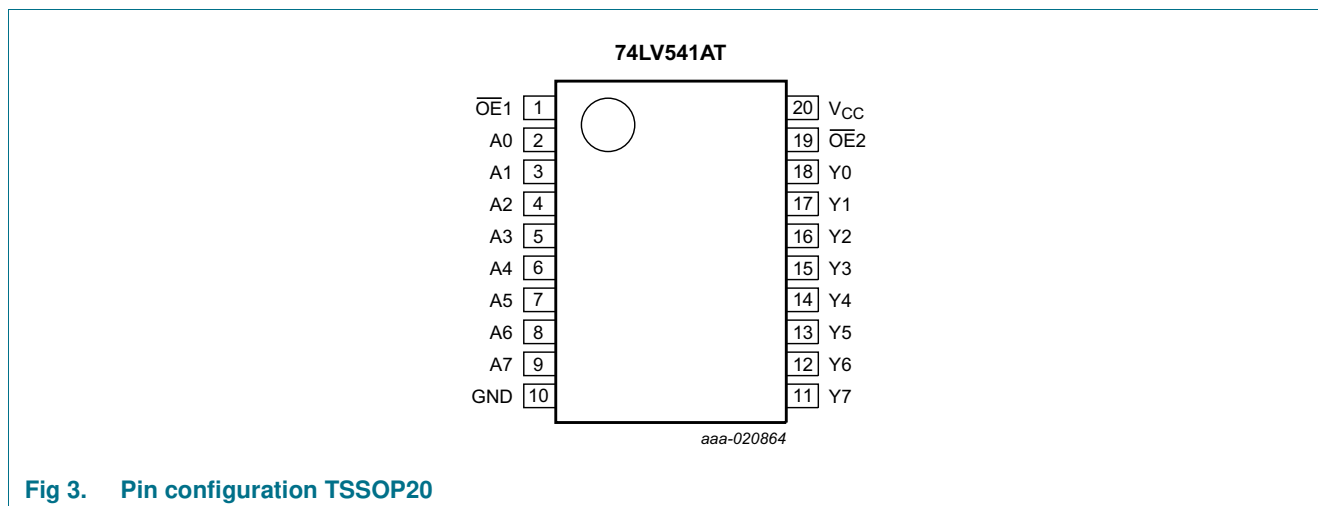 74LV541AT
O̅E̅1 1 20 VCC
A0 2 19 O̅E̅2
A1 3 18 Y0
A2 4 17 Y1
A3 5 16 Y2
A4 6 15 Y3
A5 7 14 Y4
A6 8 13 Y5
A7 9 12 Y6
GND 10 11 Y7
aaa-020864
Fig 3. Pin configuration TSSOP20